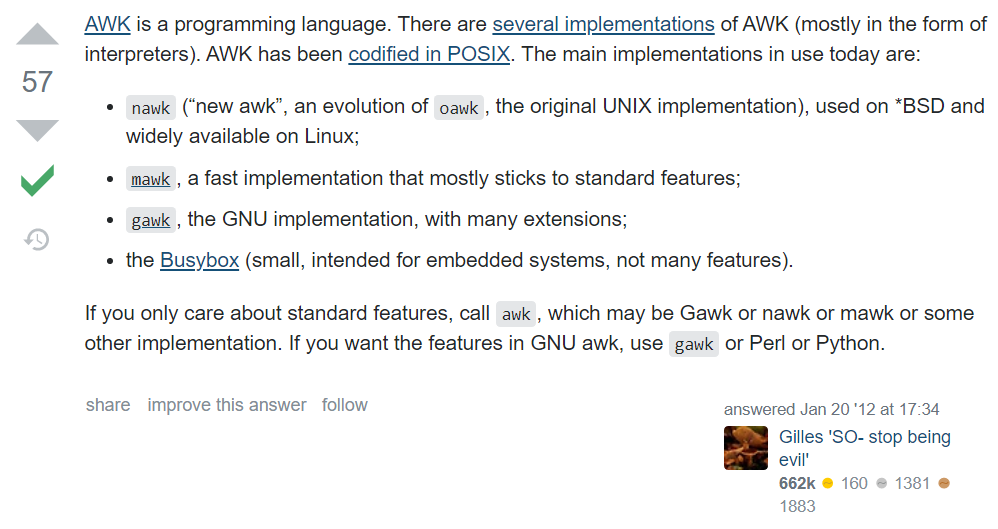 AWK is a programming language. There are several implementations of AWK (mostly in the form of
interpreters). AWK has been codified in POSIX. The main implementations in use today are:
57
• nawk (“new awk”, an evolution of oawk, the original UNIX implementation), used on *BSD and
widely available on Linux;
• mawk, a fast implementation that mostly sticks to standard features;
• gawk, the GNU implementation, with many extensions;
• the Busybox (small, intended for embedded systems, not many features).
If you only care about standard features, call awk, which may be Gawk or nawk or mawk or some
other implementation. If you want the features in GNU awk, use gawk or Perl or Python.
share improve this answer follow
answered Jan 20 '12 at 17:34
Gilles 'SO- stop being
evil'
662k 160 1381
1883